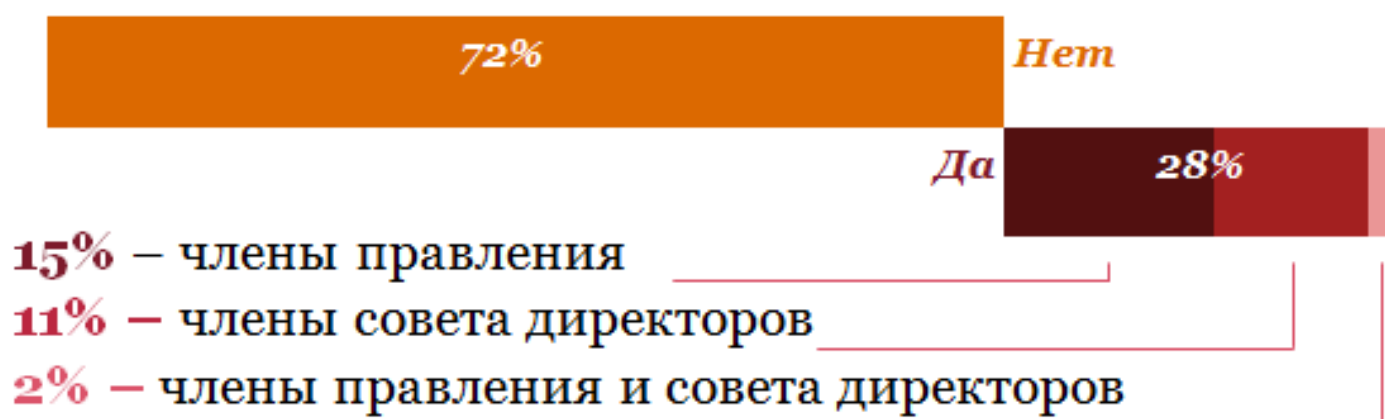 72% Нет
Да 28%
15% – члены правления
11% – члены совета директоров
2% – члены правления и совета директоров